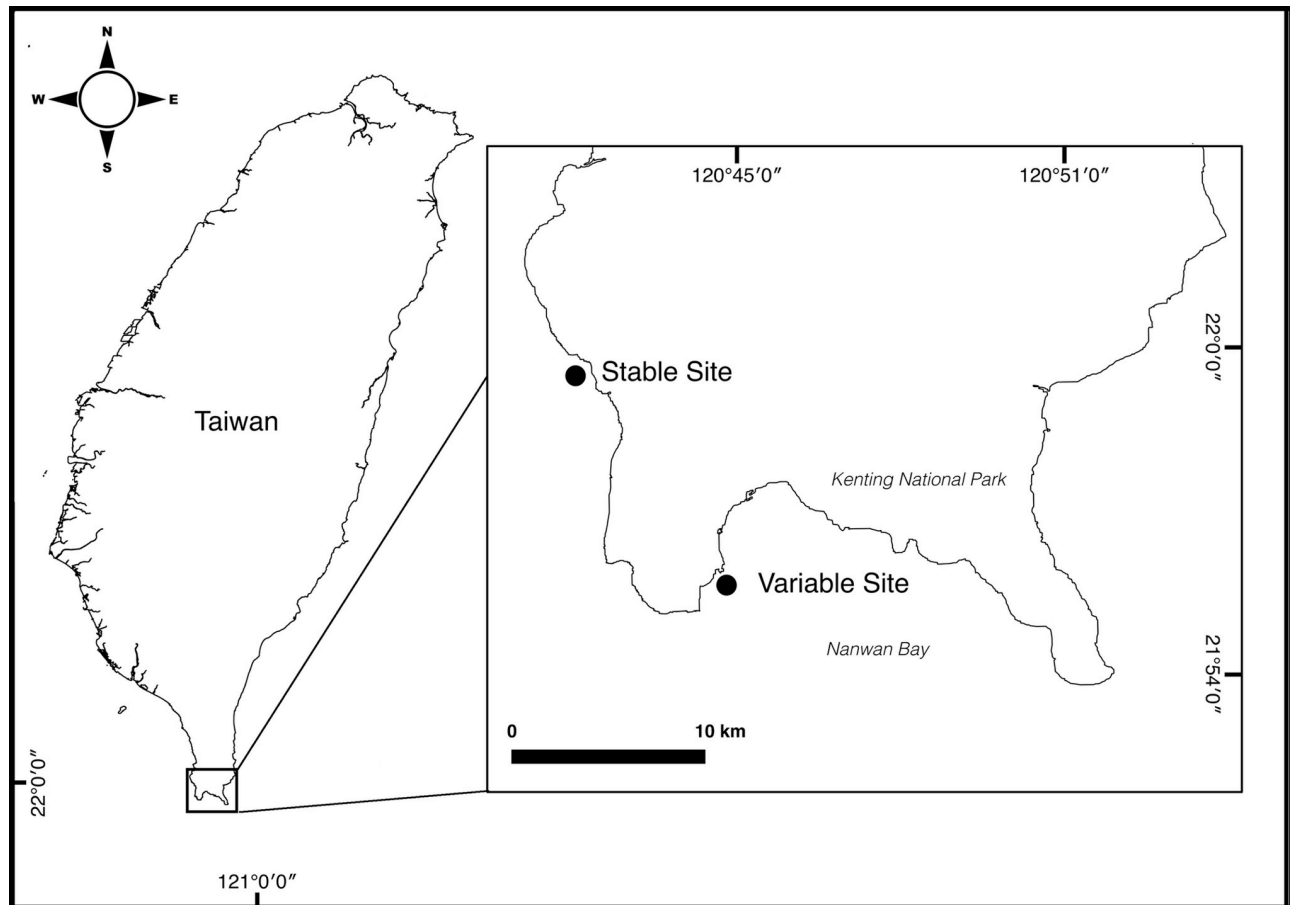 N
W
E
S
120°45′0″
120°51′0″
22°0′0″
Stable Site
Taiwan
Kenting National Park
Variable Site
Nanwan Bay
21°54′0″
0
10 km
22°0′0″
121°0′0″